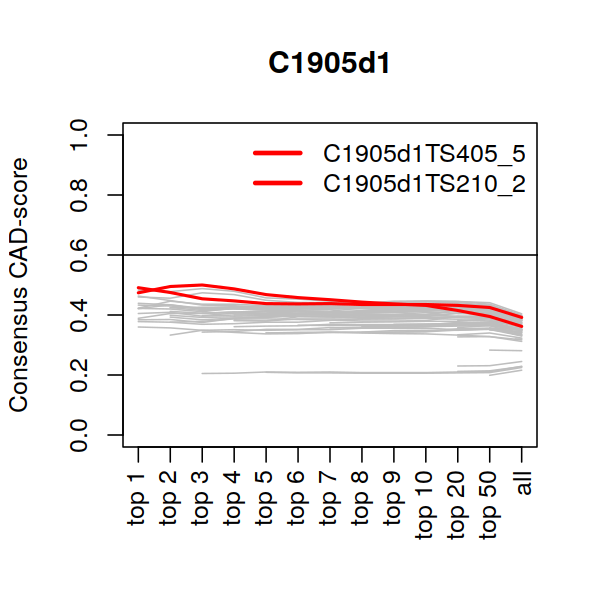 C1905d1
C1905d1TS405_5
C1905d1TS210_2
Consensus CAD-score
1.0
0.8
0.6
0.4
0.2
0.0
top 1
top 2
top 3
top 4
top 5
top 6
top 7
top 8
top 9
top 10
top 20
top 50
all